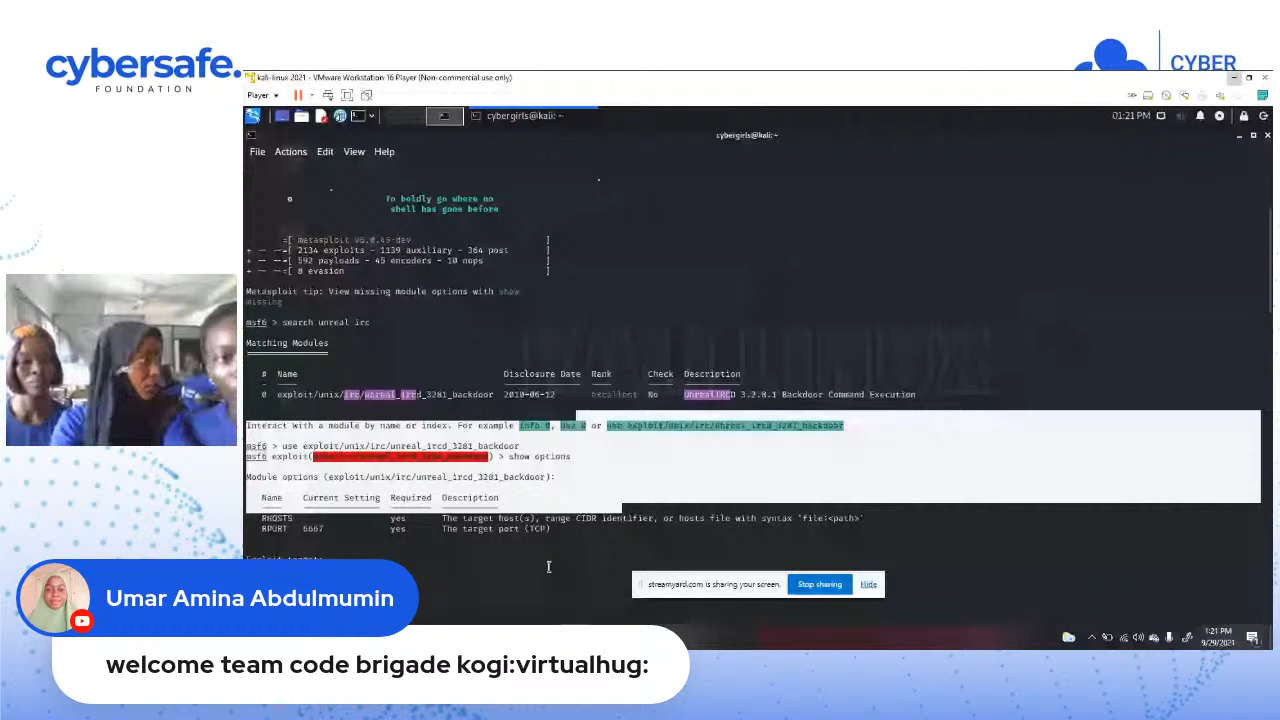 cybersafe.
FOUNDATION
CYBER
kali-linux 2021 - VMware Workstation 16 Player (Non-commercial use only)
Player
cybergirls@kali: ~
01:21 PM
cybergirls@kali:~
File Actions Edit View Help
To boldly go where no
shell has gone before
=[ metasploit v6.0.45-dev ]
+ -- --=[ 2134 exploits - 1139 auxiliary - 364 post ]
+ -- --=[ 592 payloads - 45 encoders - 10 nops ]
+ -- --=[ 8 evasion ]
Metasploit tip: View missing module options with show
missing
msf6 > search unreal irc
Matching Modules
# Name Disclosure Date Rank Check Description
0 exploit/unix/irc/unreal_ircd_3281_backdoor 2010-06-12 excellent No UnrealIRCD 3.2.8.1 Backdoor Command Execution
Interact with a module by name or index. For example info 0, use 0 or use exploit/unix/irc/unreal_ircd_3281_backdoor
msf6 > use exploit/unix/irc/unreal_ircd_3281_backdoor
msf6 exploit( ) > show options
Module options (exploit/unix/irc/unreal_ircd_3281_backdoor):
Name Current Setting Required Description
RHOSTS yes The target host(s), range CIDR identifier, or hosts file with syntax 'file:<path>'
RPORT 6667 yes The target port (TCP)
streamyard.com is sharing your screen. Stop sharing Hide
Umar Amina Abdulmumin
welcome team code brigade kogi:virtualhug:
1:21 PM
9/29/2021